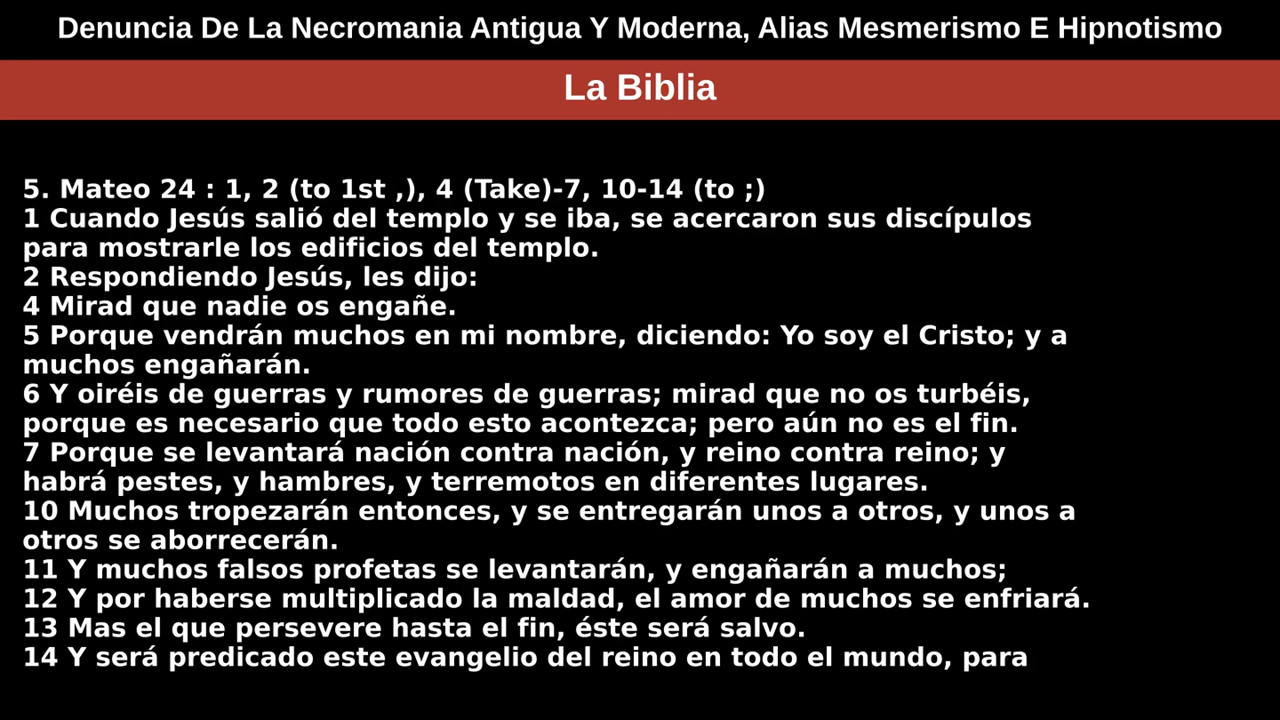 Denuncia De La Necromania Antigua Y Moderna, Alias Mesmerismo E Hipnotismo
La Biblia
5. Mateo 24 : 1, 2 (to 1st ,), 4 (Take)-7, 10-14 (to ;)
1 Cuando Jesús salió del templo y se iba, se acercaron sus discípulos
para mostrarle los edificios del templo.
2 Respondiendo Jesús, les dijo:
4 Mirad que nadie os engañe.
5 Porque vendrán muchos en mi nombre, diciendo: Yo soy el Cristo; y a
muchos engañarán.
6 Y oiréis de guerras y rumores de guerras; mirad que no os turbéis,
porque es necesario que todo esto acontezca; pero aún no es el fin.
7 Porque se levantará nación contra nación, y reino contra reino; y
habrá pestes, y hambres, y terremotos en diferentes lugares.
10 Muchos tropezarán entonces, y se entregarán unos a otros, y unos a
otros se aborrecerán.
11 Y muchos falsos profetas se levantarán, y engañarán a muchos;
12 Y por haberse multiplicado la maldad, el amor de muchos se enfriará.
13 Mas el que persevere hasta el fin, éste será salvo.
14 Y será predicado este evangelio del reino en todo el mundo, para